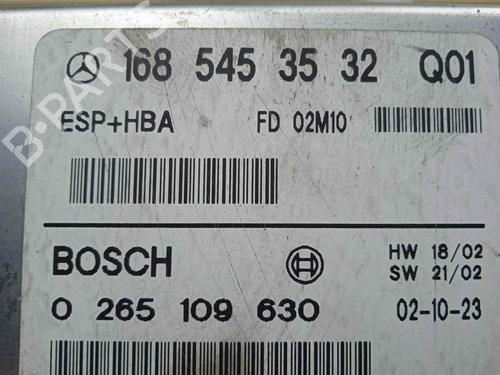 168 545 35 32 Q01
ESP+HBA FD 02M10
BOSCH HW 18/02
SW 21/02
0 265 109 630 02-10-23
B-PARTS